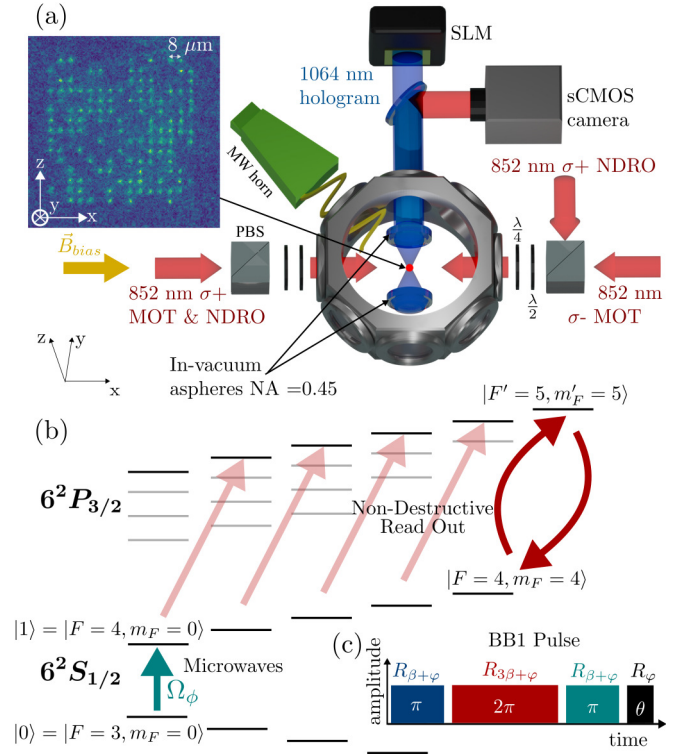 (a)
8 μm
z
y
x
SLM
1064 nm
hologram
sCMOS
camera
MW horn
852 nm σ+ NDRO
B⃗bias
PBS
λ/4
λ/2
852 nm σ+
MOT & NDRO
852 nm
σ- MOT
z
y
x
In-vacuum
aspheres NA =0.45
(b)
|F′ = 5, m′F = 5⟩
6²P3/2
Non-Destructive
Read Out
|F = 4, mF = 4⟩
|1⟩ = |F = 4, mF = 0⟩
6²S1/2
Microwaves
Ωϕ
|0⟩ = |F = 3, mF = 0⟩
(c)
BB1 Pulse
amplitude
Rβ+φ
R3β+φ
Rβ+φ
Rφ
π
2π
π
θ
time